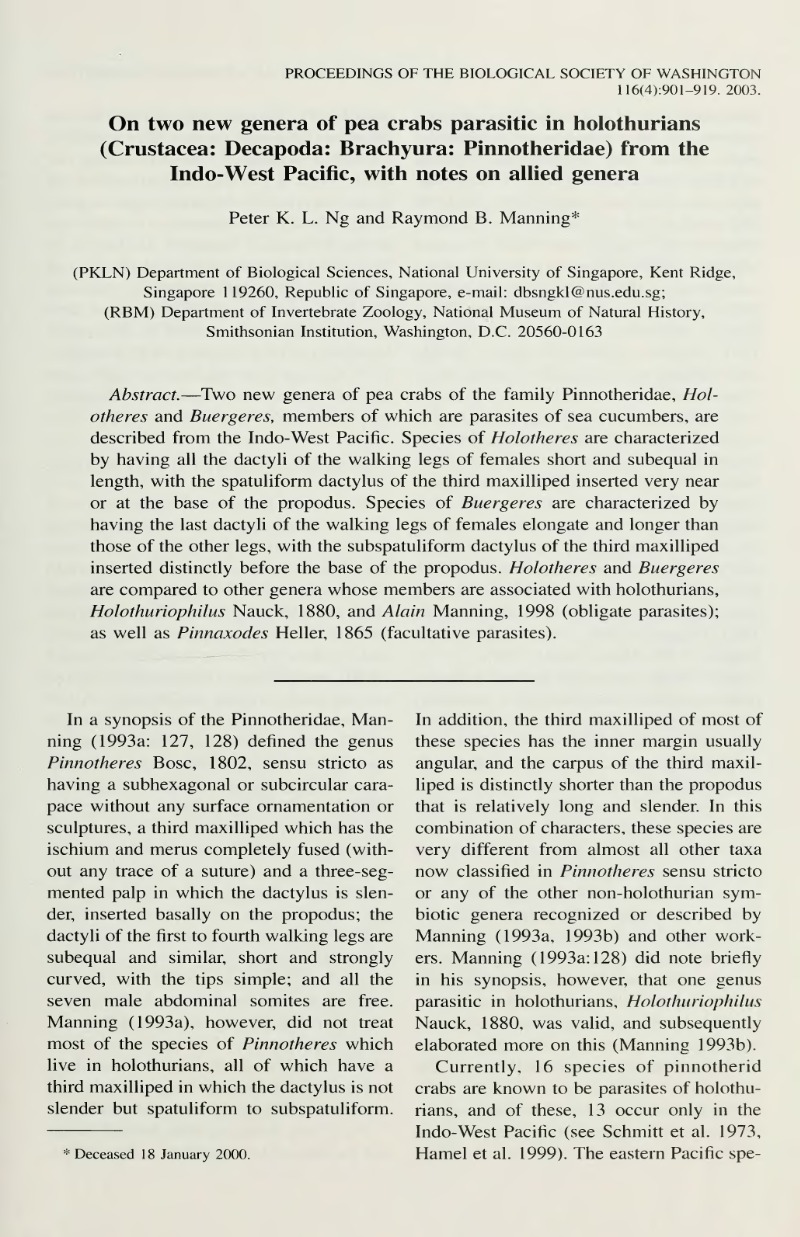 PROCEEDINGS OF THE BIOLOGICAL SOCIETY OF WASHINGTON
116(4):901–919. 2003.
On two new genera of pea crabs parasitic in holothurians
(Crustacea: Decapoda: Brachyura: Pinnotheridae) from the
Indo-West Pacific, with notes on allied genera
Peter K. L. Ng and Raymond B. Manning*
(PKLN) Department of Biological Sciences, National University of Singapore, Kent Ridge,
Singapore 119260, Republic of Singapore, e-mail: dbsngkl@nus.edu.sg;
(RBM) Department of Invertebrate Zoology, National Museum of Natural History,
Smithsonian Institution, Washington, D.C. 20560-0163
Abstract.—Two new genera of pea crabs of the family Pinnotheridae, Hol-
otheres and Buergeres, members of which are parasites of sea cucumbers, are
described from the Indo-West Pacific. Species of Holotheres are characterized
by having all the dactyli of the walking legs of females short and subequal in
length, with the spatuliform dactylus of the third maxilliped inserted very near
or at the base of the propodus. Species of Buergeres are characterized by
having the last dactyli of the walking legs of females elongate and longer than
those of the other legs, with the subspatuliform dactylus of the third maxilliped
inserted distinctly before the base of the propodus. Holotheres and Buergeres
are compared to other genera whose members are associated with holothurians,
Holothuriophilus Nauck, 1880, and Alain Manning, 1998 (obligate parasites);
as well as Pinnaxodes Heller, 1865 (facultative parasites).
In a synopsis of the Pinnotheridae, Man-
ning (1993a: 127, 128) defined the genus
Pinnotheres Bosc, 1802, sensu stricto as
having a subhexagonal or subcircular cara-
pace without any surface ornamentation or
sculptures, a third maxilliped which has the
ischium and merus completely fused (with-
out any trace of a suture) and a three-seg-
mented palp in which the dactylus is slen-
der, inserted basally on the propodus; the
dactyli of the first to fourth walking legs are
subequal and similar, short and strongly
curved, with the tips simple; and all the
seven male abdominal somites are free.
Manning (1993a), however, did not treat
most of the species of Pinnotheres which
live in holothurians, all of which have a
third maxilliped in which the dactylus is not
slender but spatuliform to subspatuliform.
* Deceased 18 January 2000.
In addition, the third maxilliped of most of
these species has the inner margin usually
angular, and the carpus of the third maxil-
liped is distinctly shorter than the propodus
that is relatively long and slender. In this
combination of characters, these species are
very different from almost all other taxa
now classified in Pinnotheres sensu stricto
or any of the other non-holothurian sym-
biotic genera recognized or described by
Manning (1993a, 1993b) and other work-
ers. Manning (1993a:128) did note briefly
in his synopsis, however, that one genus
parasitic in holothurians, Holothuriophilus
Nauck, 1880, was valid, and subsequently
elaborated more on this (Manning 1993b).
Currently, 16 species of pinnotherid
crabs are known to be parasites of holothu-
rians, and of these, 13 occur only in the
Indo-West Pacific (see Schmitt et al. 1973,
Hamel et al. 1999). The eastern Pacific spe-